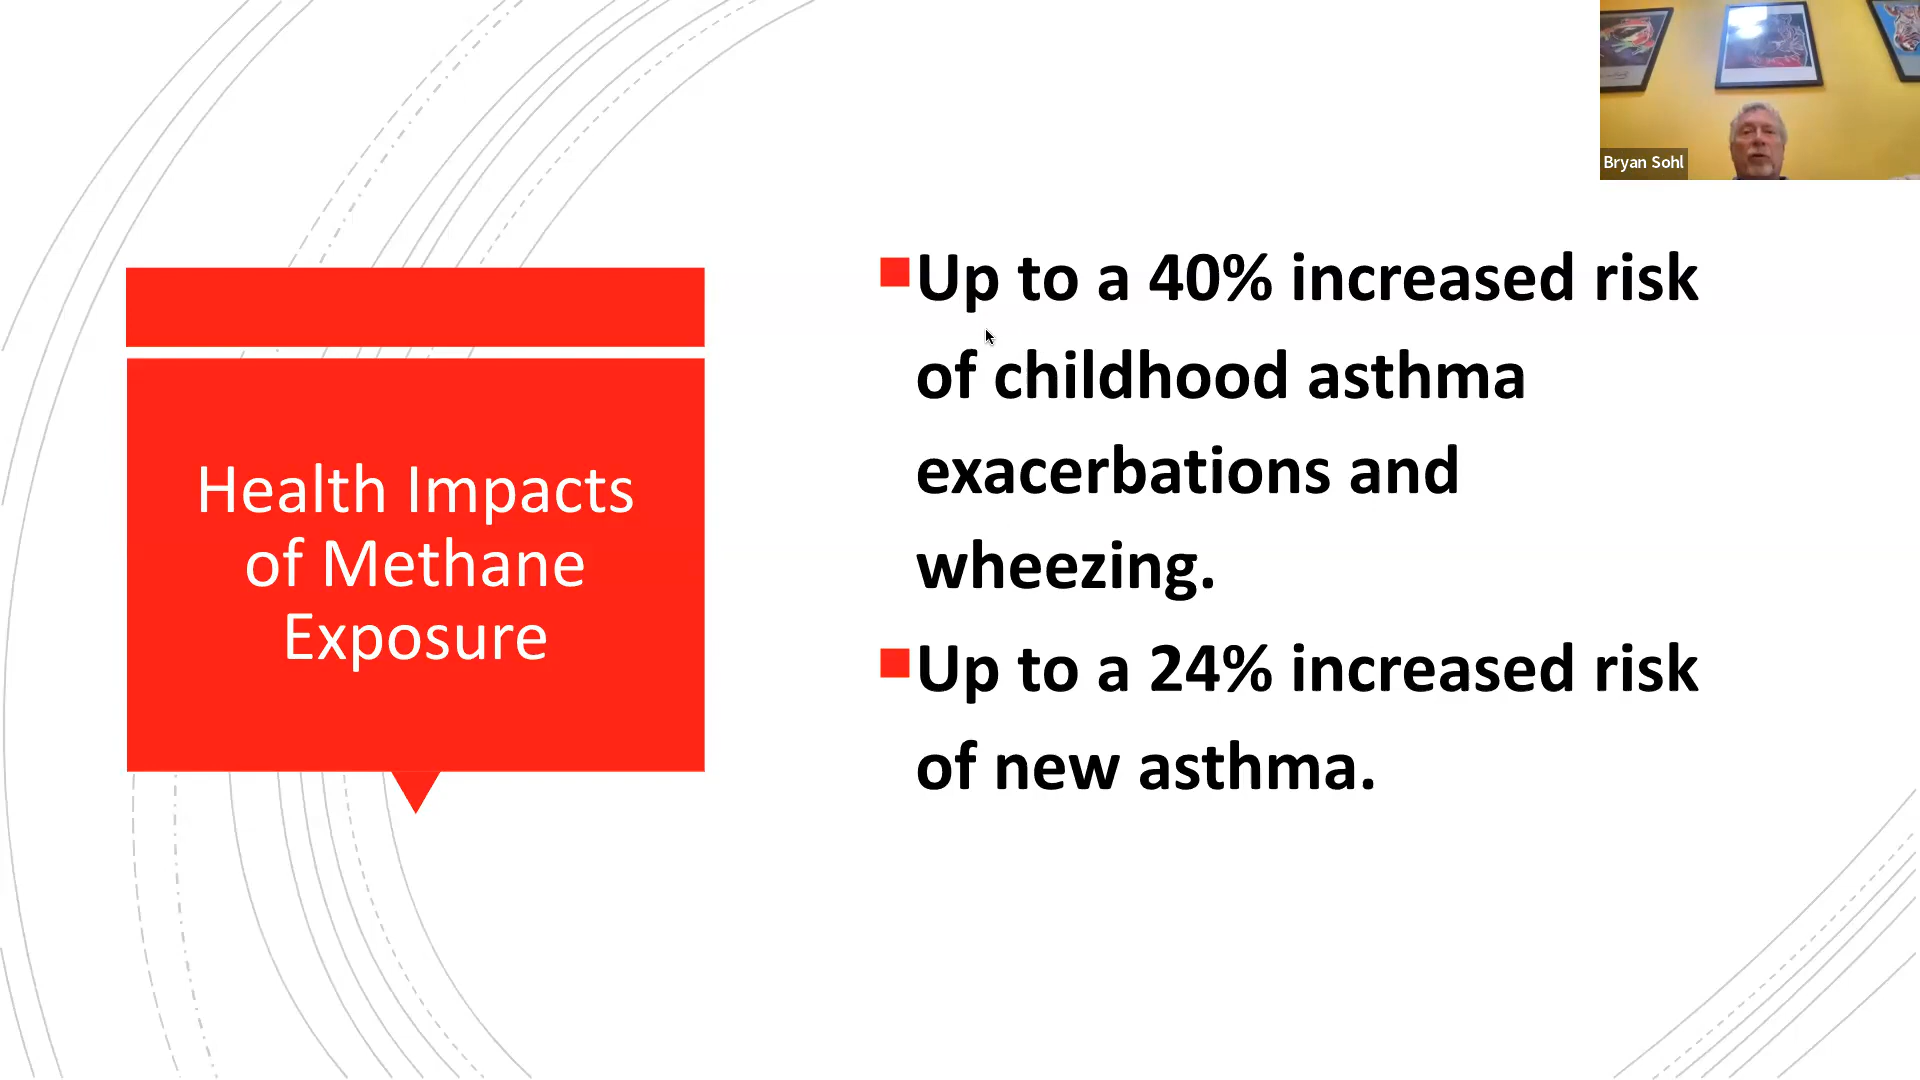 Bryan Sohl
Health Impacts
of Methane
Exposure
Up to a 40% increased risk
of childhood asthma
exacerbations and
wheezing.
Up to a 24% increased risk
of new asthma.